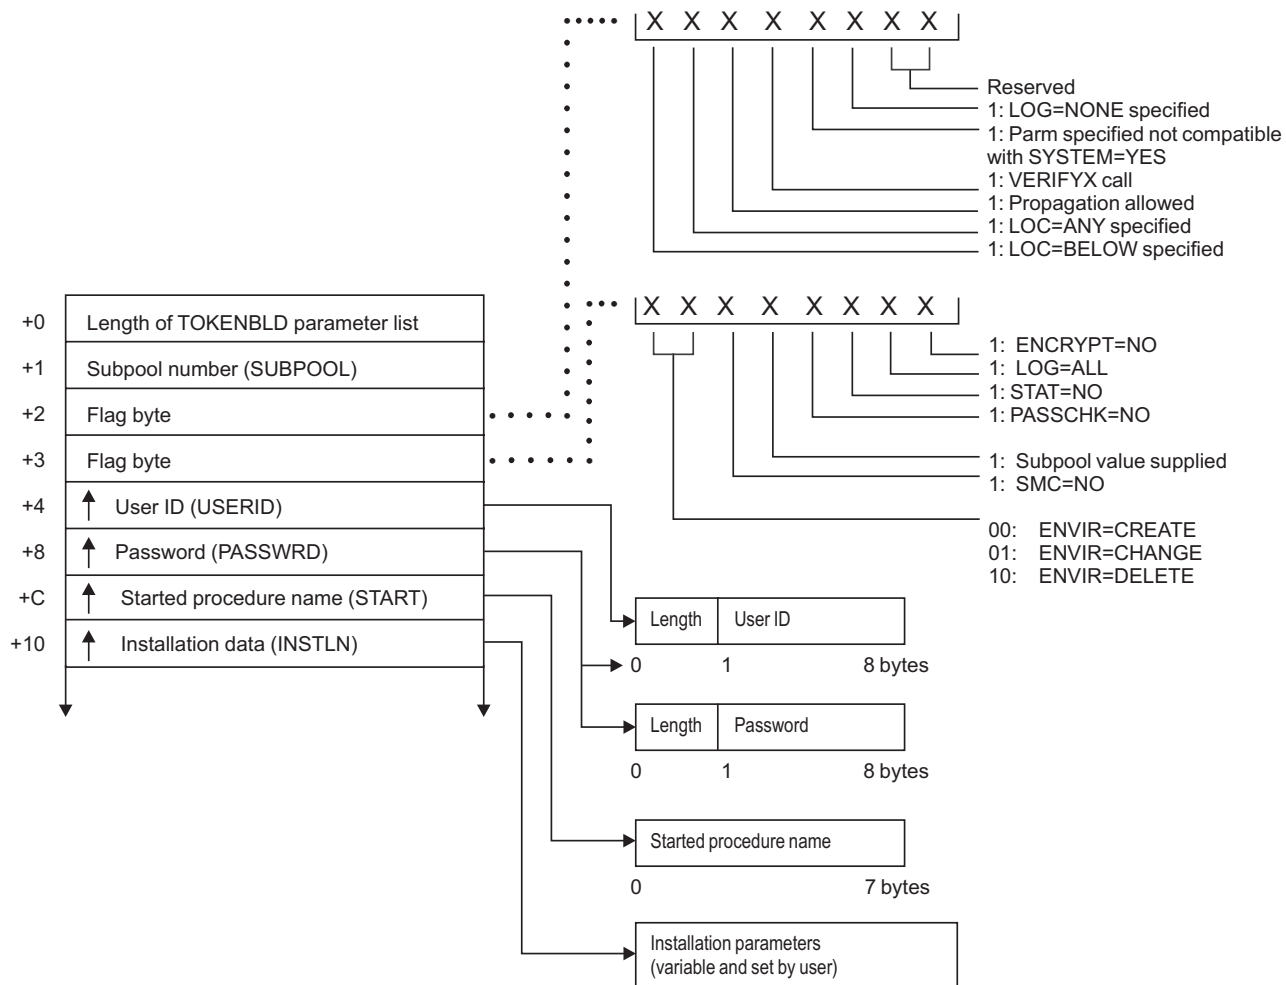 X X X X X X X X
Reserved
1: LOG=NONE specified
1: Parm specified not compatible
with SYSTEM=YES
1: VERIFYX call
1: Propagation allowed
1: LOC=ANY specified
1: LOC=BELOW specified
+0 Length of TOKENBLD parameter list
+1 Subpool number (SUBPOOL)
+2 Flag byte
+3 Flag byte
+4 User ID (USERID)
+8 Password (PASSWRD)
+C Started procedure name (START)
+10 Installation data (INSTLN)
X X X X X X X X
1: ENCRYPT=NO
1: LOG=ALL
1: STAT=NO
1: PASSCHK=NO
1: Subpool value supplied
1: SMC=NO
00: ENVIR=CREATE
01: ENVIR=CHANGE
10: ENVIR=DELETE
Length User ID
0 1 8 bytes
Length Password
0 1 8 bytes
Started procedure name
0 7 bytes
Installation parameters
(variable and set by user)